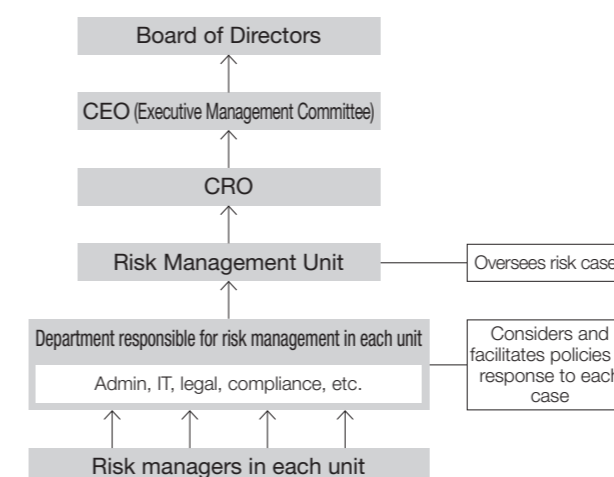 Board of Directors
CEO (Executive Management Committee)
CRO
Risk Management Unit
Oversees risk case
Department responsible for risk management in each unit
Admin, IT, legal, compliance, etc.
Considers and
facilitates policies
response to each
case
Risk managers in each unit